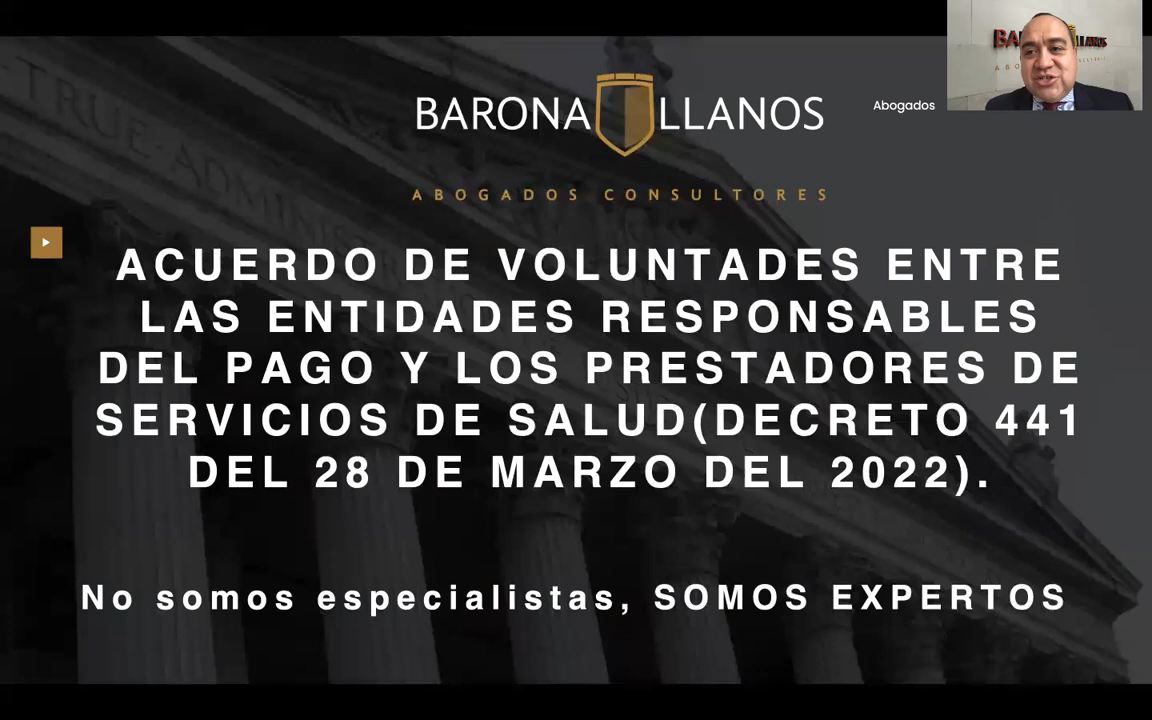 BARONA LLANOS
Abogados
ABOGADOS CONSULTORES
ACUERDO DE VOLUNTADES ENTRE
LAS ENTIDADES RESPONSABLES
DEL PAGO Y LOS PRESTADORES DE
SERVICIOS DE SALUD(DECRETO 441
DEL 28 DE MARZO DEL 2022).
No somos especialistas, SOMOS EXPERTOS